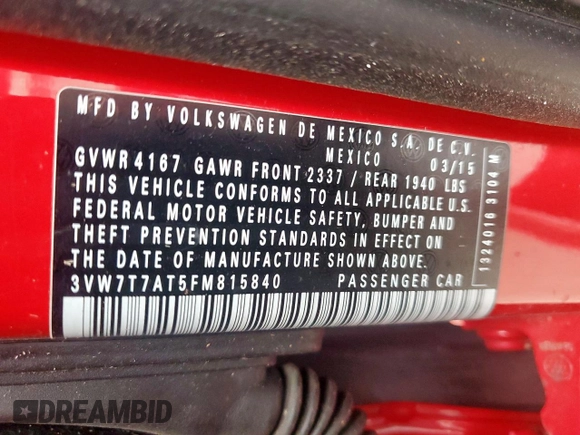 MFD BY VOLKSWAGEN DE MEXICO S.A. DE C.V.
MEXICO 03/15
GVWR 4167 GAWR FRONT 2337 / REAR 1940 LBS
THIS VEHICLE CONFORMS TO ALL APPLICABLE U.S.
FEDERAL MOTOR VEHICLE SAFETY, BUMPER AND
THEFT PREVENTION STANDARDS IN EFFECT ON
THE DATE OF MANUFACTURE SHOWN ABOVE.
3VW7T7AT5FM815840 PASSENGER CAR
1324016 3104 M
DREAMBID